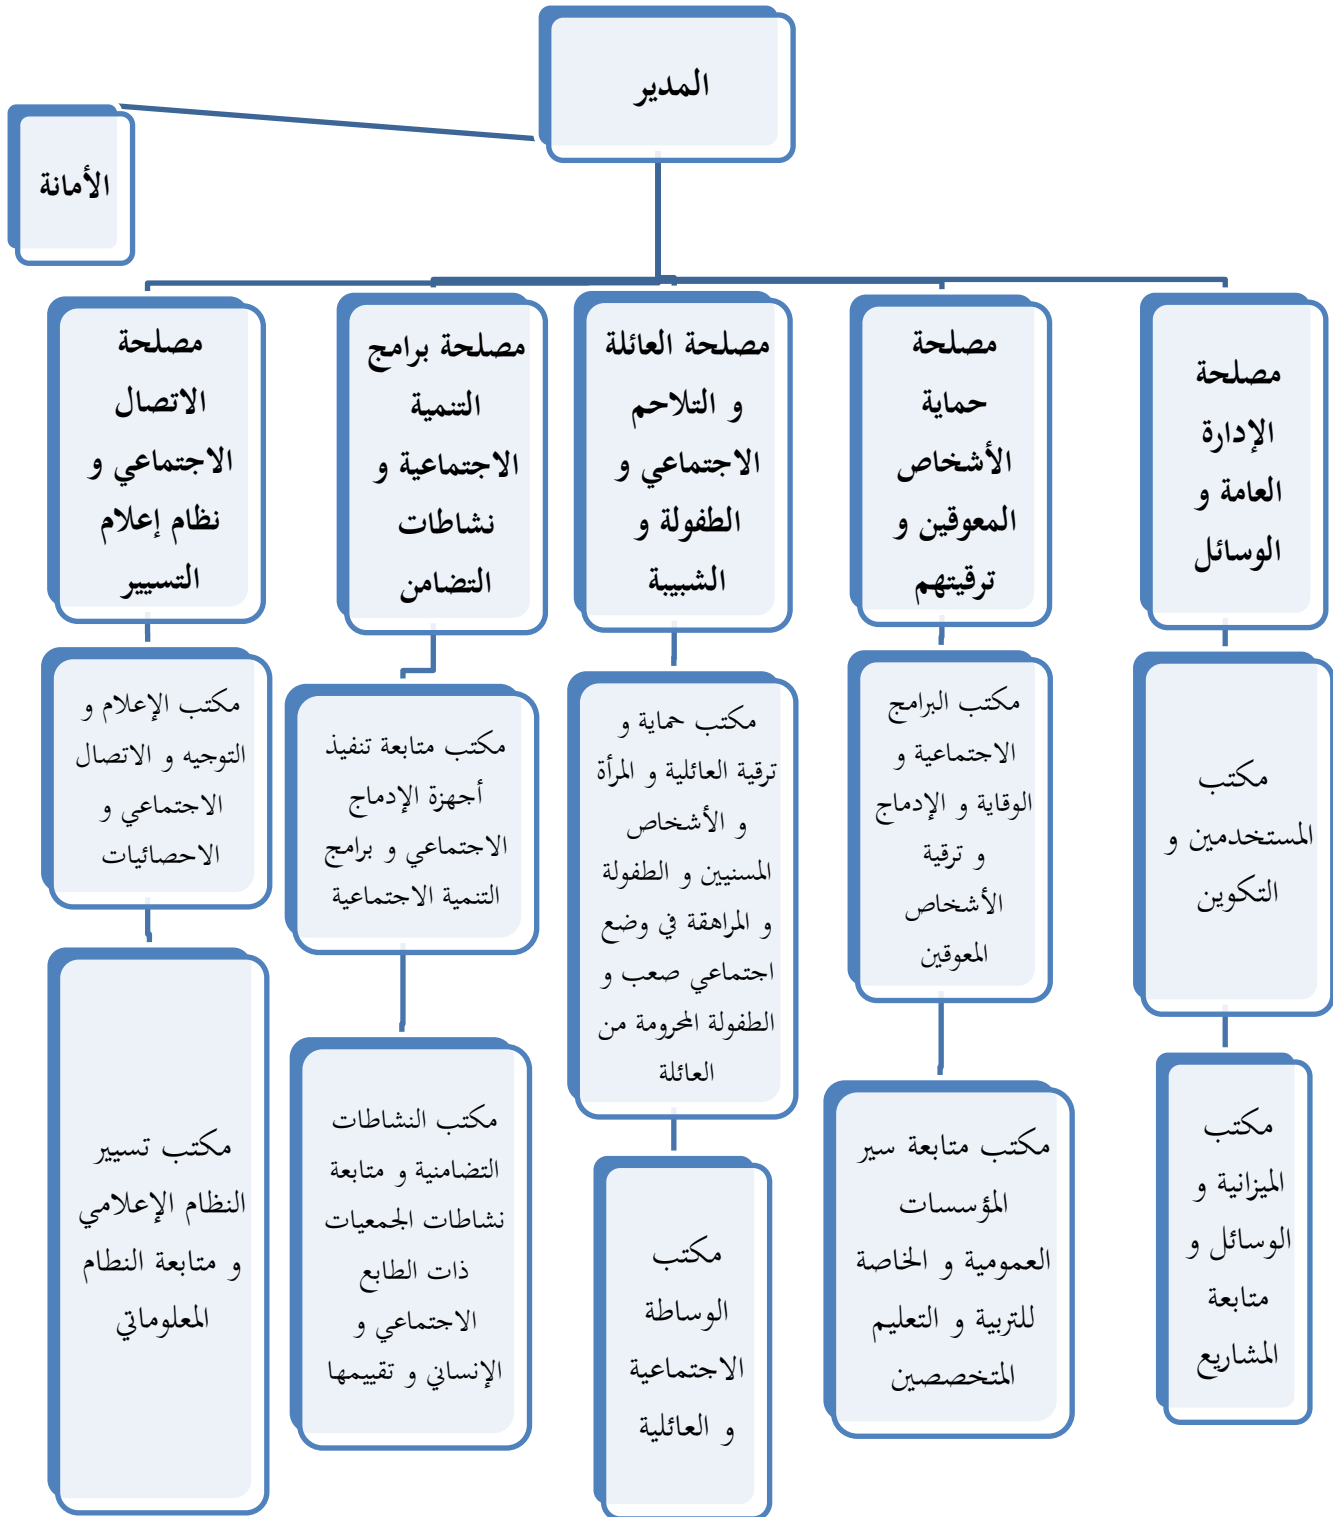 المدير
الأمانة
مصلحة
الإدارة
العامة و
الوسائل
مصلحة
حماية
الأشخاص
المعوقين و
ترقيتهم
مصلحة العائلة
و التلاحم
الاجتماعي و
الطفولة و
الشبيبة
مصلحة برامج
التنمية
الاجتماعية و
نشاطات
التضامن
مصلحة
الاتصال
الاجتماعي و
نظام إعلام
التسيير
مكتب
المستخدمين و
التكوين
مكتب البرامج
الاجتماعية و
الوقاية و الإدماج
و ترقية
الأشخاص
المعوقين
مكتب حماية و
ترقية العائلية و المرأة
و الأشخاص
المسنيين و الطفولة
و المراهقة في وضع
اجتماعي صعب و
الطفولة المحرومة من
العائلة
مكتب متابعة تنفيذ
أجهزة الإدماج
الاجتماعي و برامج
التنمية الاجتماعية
مكتب الإعلام و
التوجيه و الاتصال
الاجتماعي و
الاحصائيات
مكتب
الميزانية و
الوسائل و
متابعة
المشاريع
مكتب متابعة سير
المؤسسات
العمومية و الخاصة
للتربية و التعليم
المتخصصين
مكتب
الوساطة
الاجتماعية
و العائلية
مكتب النشاطات
التضامنية و متابعة
نشاطات الجمعيات
ذات الطابع
الاجتماعي و
الإنساني و تقييمها
مكتب تسيير
النظام الإعلامي
و متابعة النطام
المعلوماتي